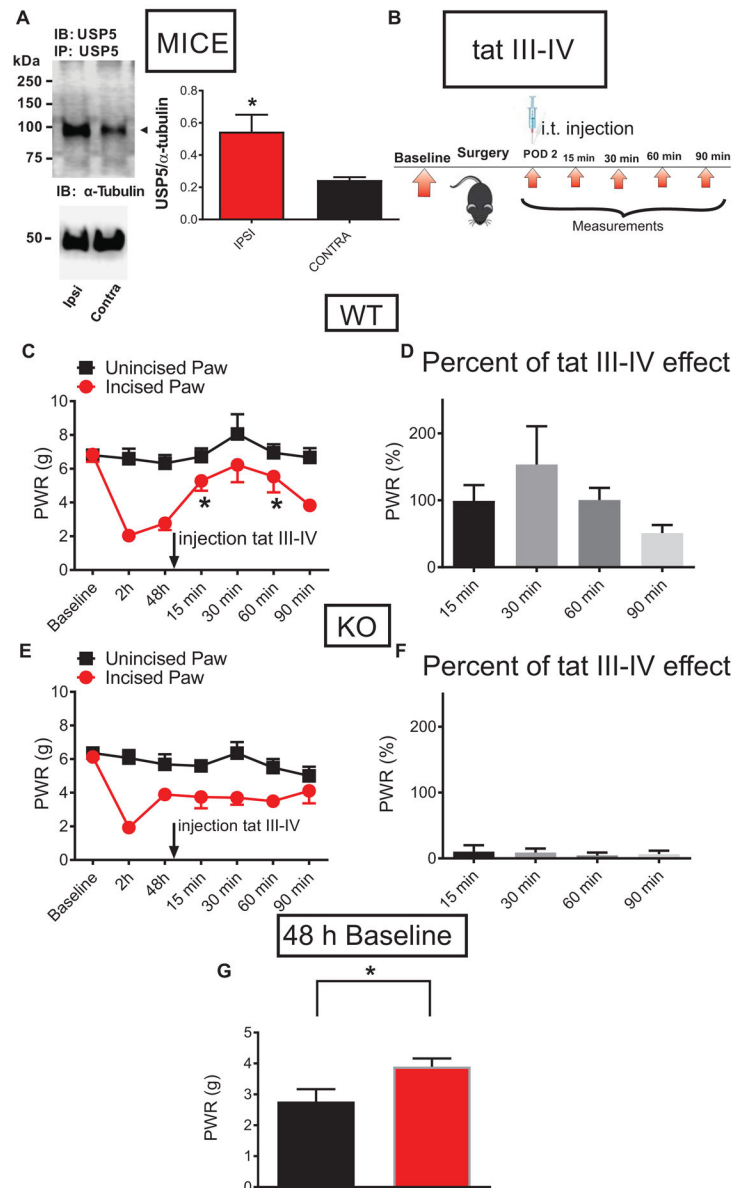 A
IB: USP5
IP: USP5
kDa
250
150
100
75
IB: α-Tubulin
50
Ipsi
Contra
MICE
USP5/α-tubulin
0.8
0.6
0.4
0.2
0.0
*
IPSI
CONTRA
B
tat III-IV
i.t. injection
Baseline
Surgery
POD 2
15 min
30 min
60 min
90 min
Measurements
WT
C
Unincised Paw
Incised Paw
PWR (g)
10
8
6
4
2
0
*
*
injection tat III-IV
Baseline
2h
48h
15 min
30 min
60 min
90 min
D
Percent of tat III-IV effect
PWR (%)
200
100
0
15 min
30 min
60 min
90 min
KO
E
Unincised Paw
Incised Paw
PWR (g)
10
8
6
4
2
0
injection tat III-IV
Baseline
2h
48h
15 min
30 min
60 min
90 min
F
Percent of tat III-IV effect
PWR (%)
200
100
0
15 min
30 min
60 min
90 min
48 h Baseline
G
*
PWR (g)
5
4
3
2
1
0